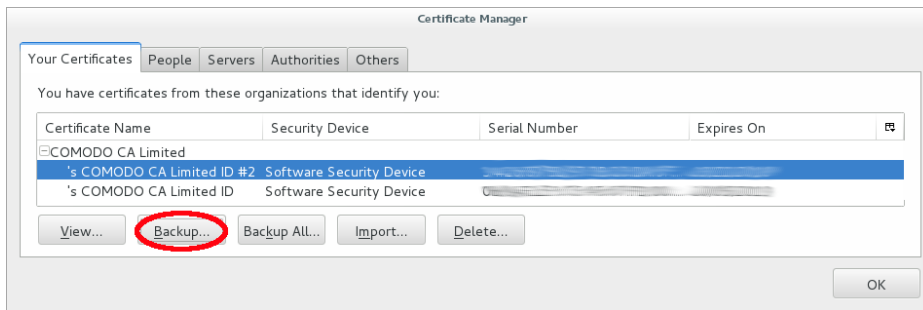 Certificate Manager
Your Certificates People Servers Authorities Others
You have certificates from these organizations that identify you:
Certificate Name Security Device Serial Number Expires On
COMODO CA Limited
's COMODO CA Limited ID #2 Software Security Device
's COMODO CA Limited ID Software Security Device
View... Backup... Backup All... Import... Delete...
OK